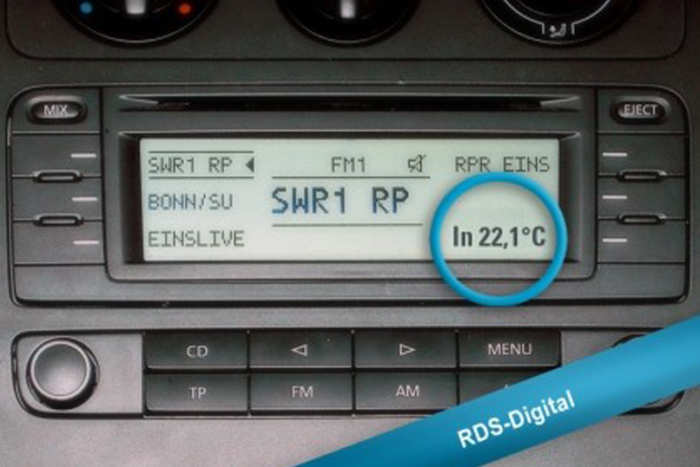 MIX
EJECT
SWR1 RP FM1 RPR EINS
BONN/SU SWR1 RP
EINSLIVE In 22,1°C
CD MENU
TP FM AM
RDS-Digital